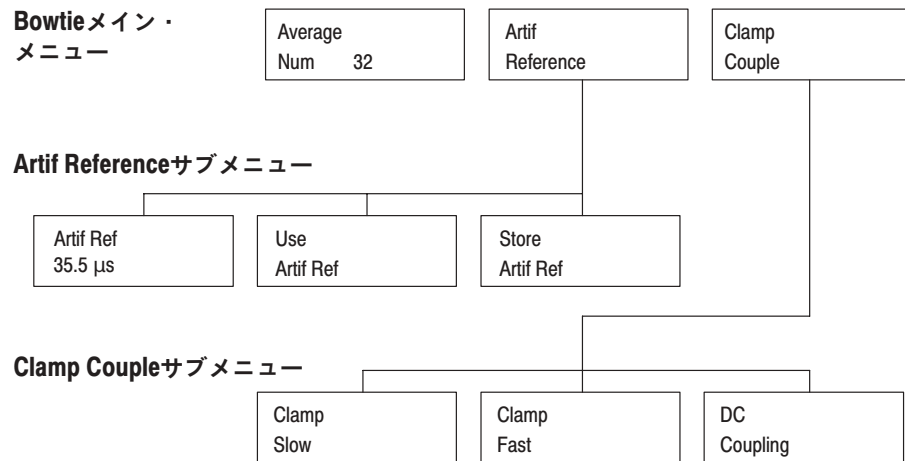 Bowtieメイン・
メニュー
Average
Num 32
Artif
Reference
Clamp
Couple
Artif Referenceサブメニュー
Artif Ref
35.5 µs
Use
Artif Ref
Store
Artif Ref
Clamp Coupleサブメニュー
Clamp
Slow
Clamp
Fast
DC
Coupling